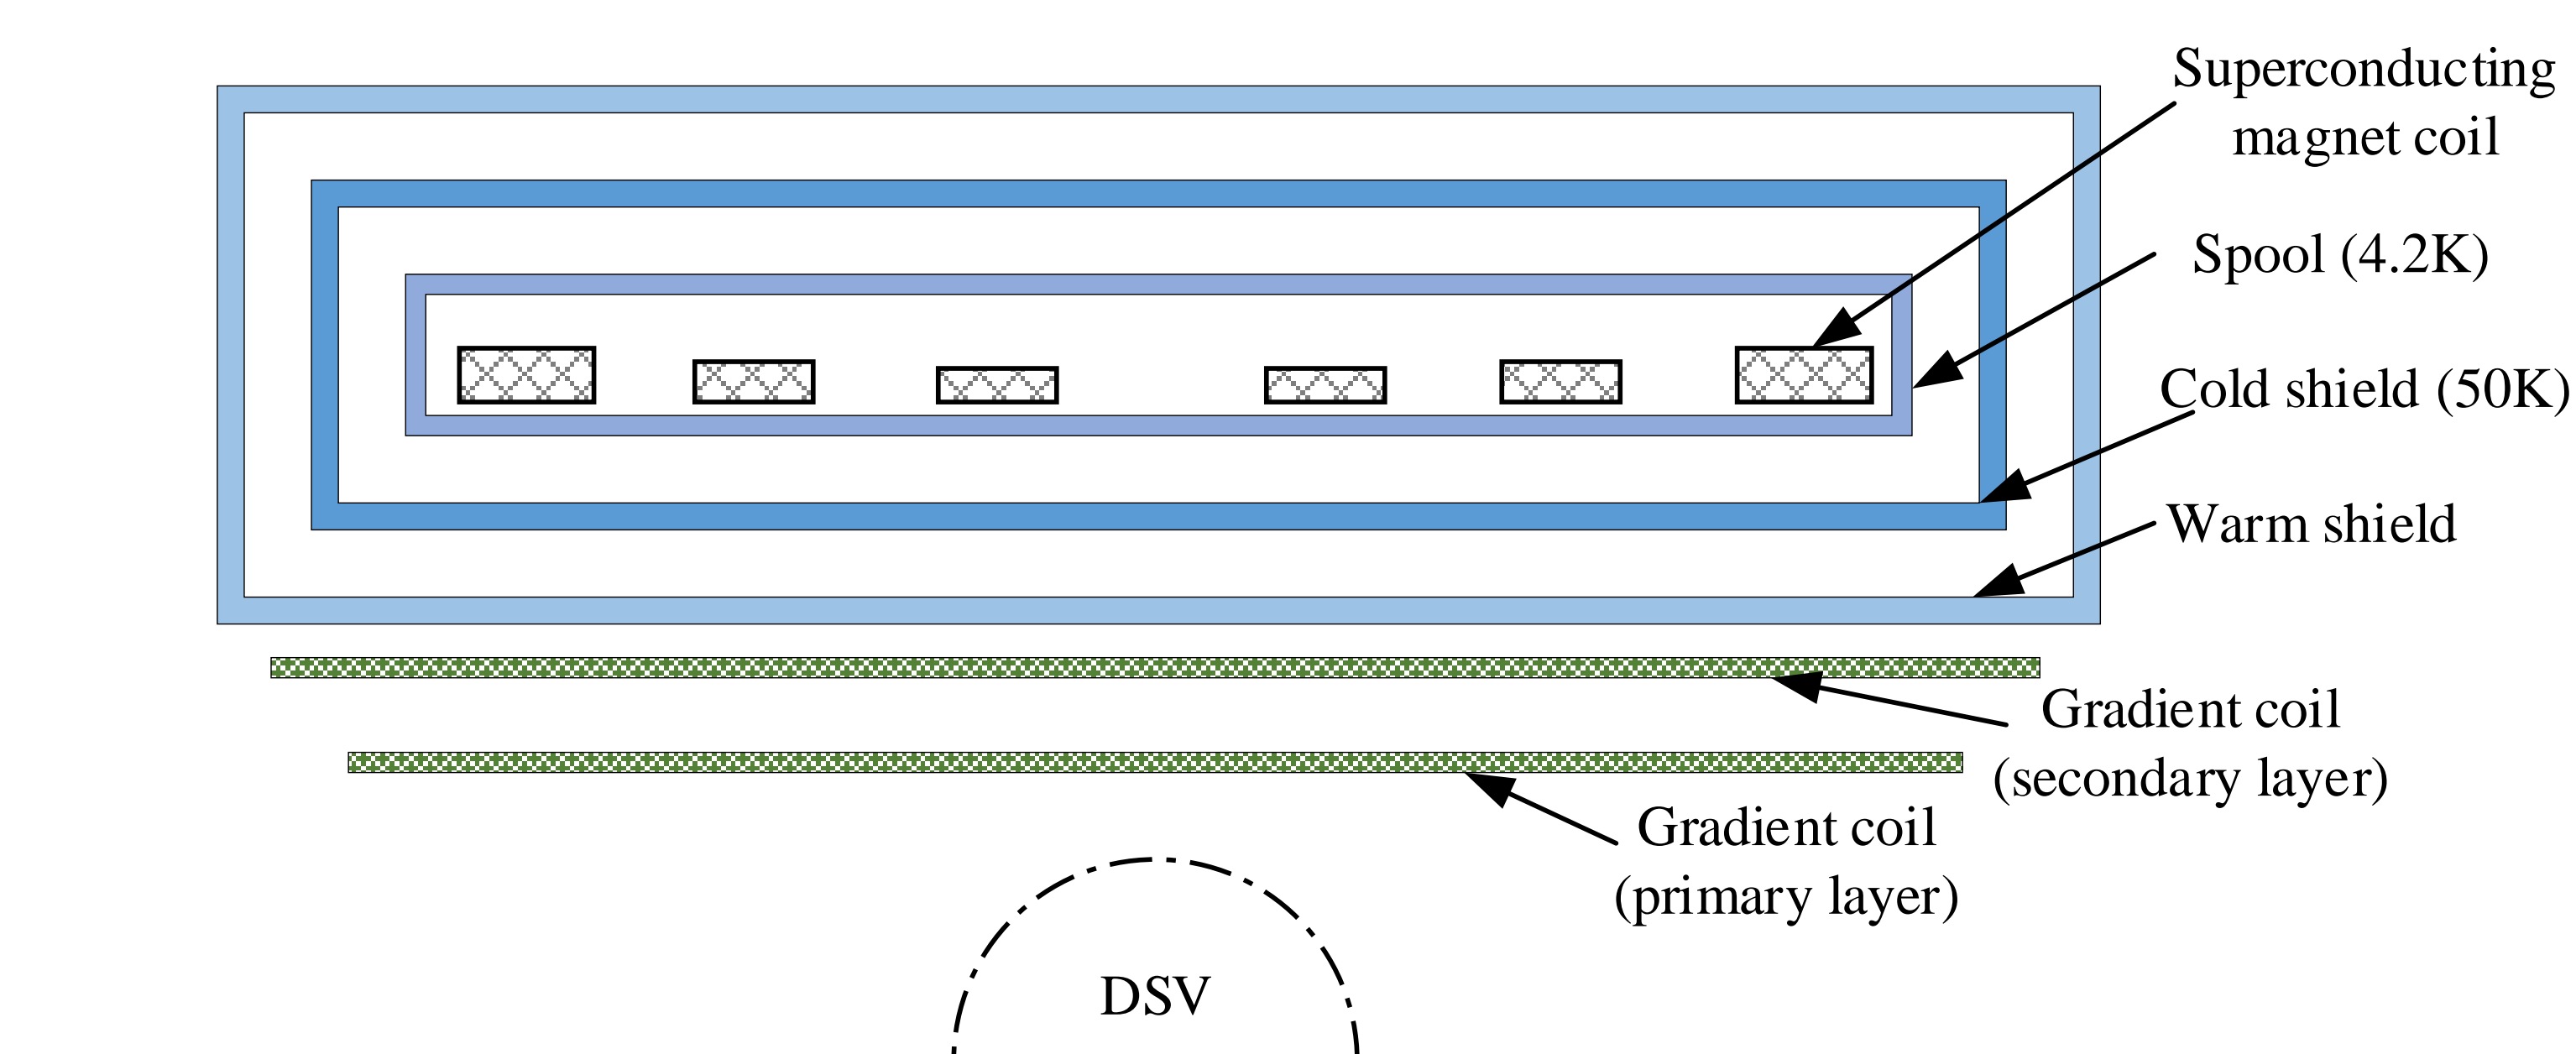 Superconducting
magnet coil
Spool (4.2K)
Cold shield (50K)
Warm shield
Gradient coil
(secondary layer)
Gradient coil
(primary layer)
DSV